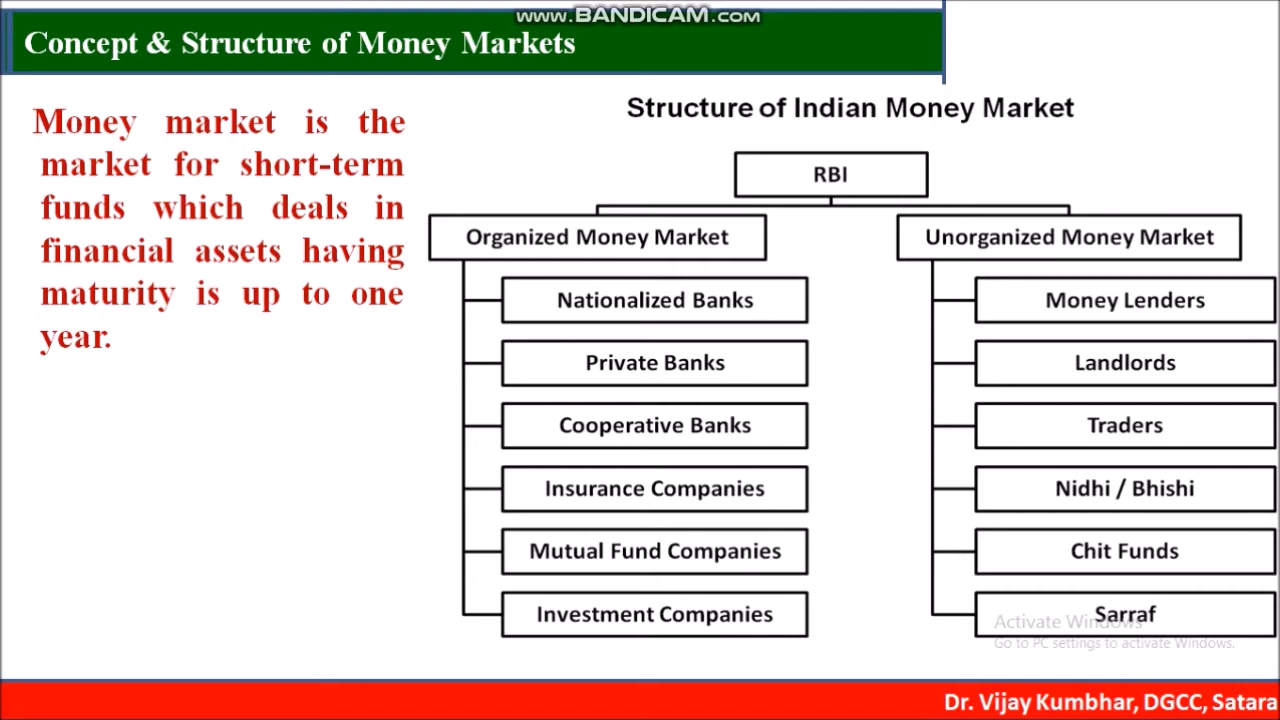 www.BANDICAM.com
Concept & Structure of Money Markets
Money market is the
market for short-term
funds which deals in
financial assets having
maturity is up to one
year.
Structure of Indian Money Market
RBI
Organized Money Market
Nationalized Banks
Private Banks
Cooperative Banks
Insurance Companies
Mutual Fund Companies
Investment Companies
Unorganized Money Market
Money Lenders
Landlords
Traders
Nidhi / Bhishi
Chit Funds
Sarraf
Activate Windows
Go to PC settings to activate Windows.
Dr. Vijay Kumbhar, DGCC, Satara